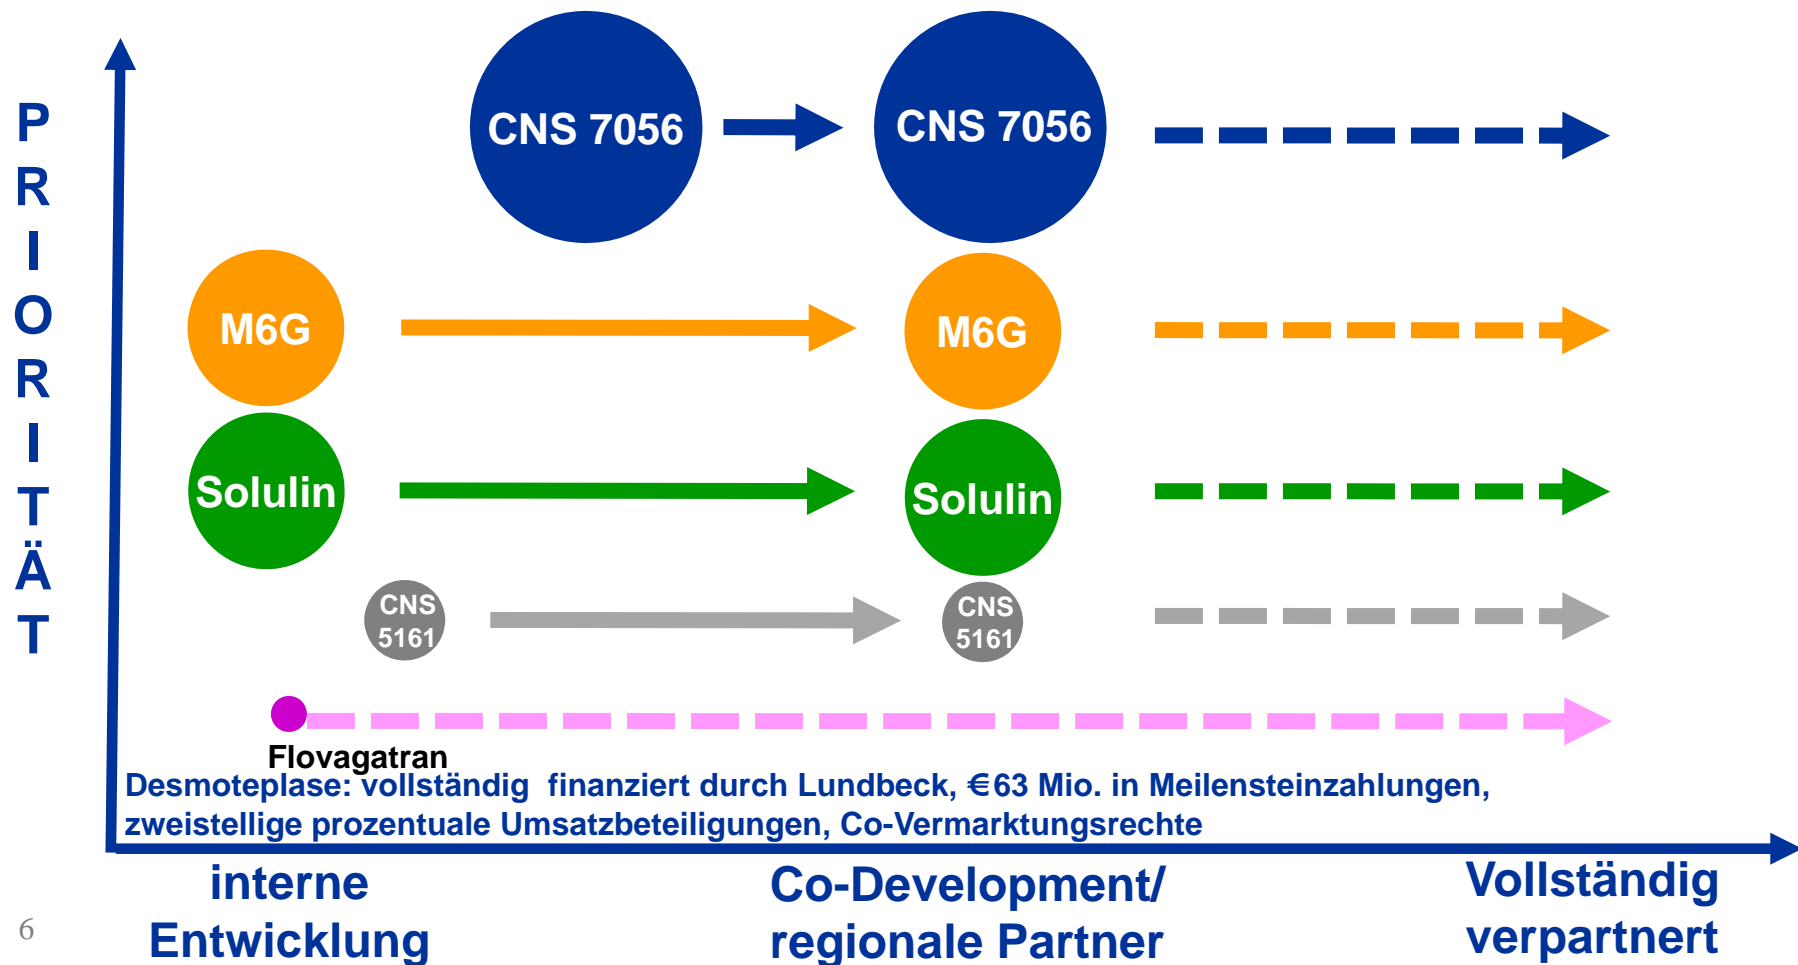 P
R
I
O
R
I
T
Ä
T
CNS 7056
CNS 7056
M6G
M6G
Solulin
Solulin
CNS
5161
CNS
5161
Flovagatran
Desmoteplase: vollständig finanziert durch Lundbeck, €63 Mio. in Meilensteinzahlungen,
zweistellige prozentuale Umsatzbeteiligungen, Co-Vermarktungsrechte
interne
Entwicklung
Co-Development/
regionale Partner
Vollständig
verpartnert
6